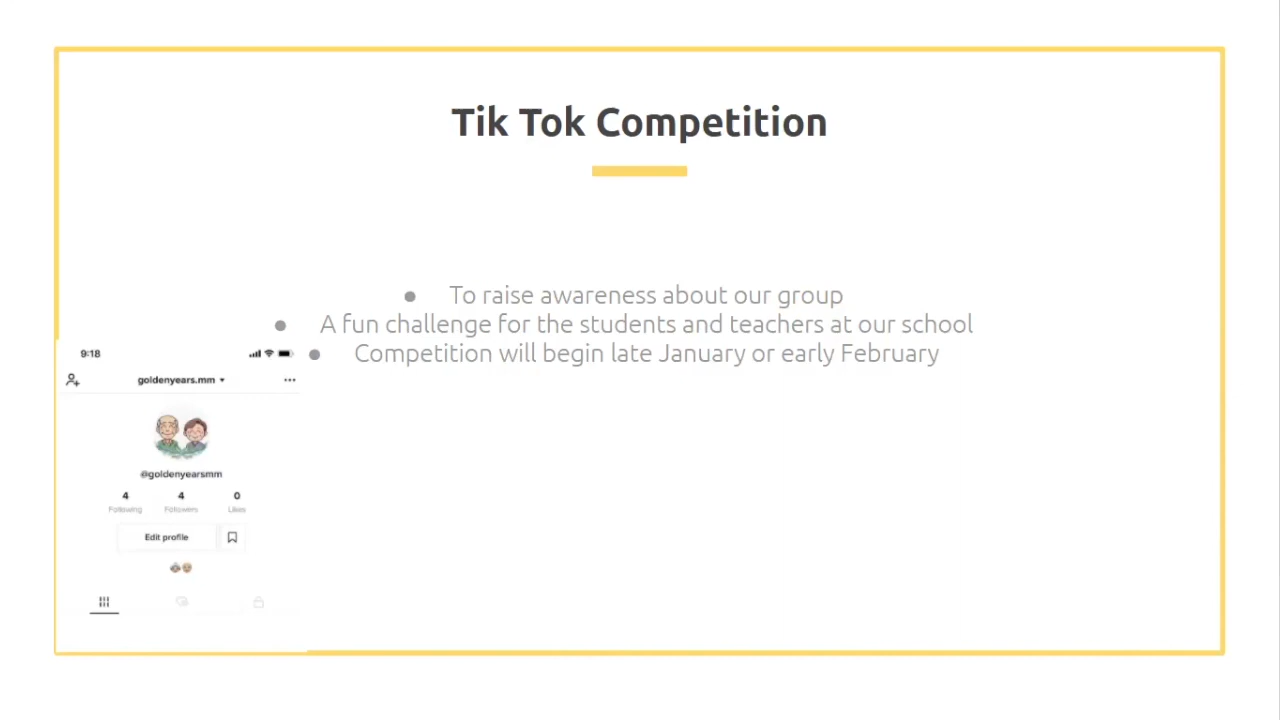 Tik Tok Competition
● To raise awareness about our group
● A fun challenge for the students and teachers at our school
● Competition will begin late January or early February
9:18
goldenyears.mm
@goldenyearsmm
4 4 0
Following Followers Likes
Edit profile